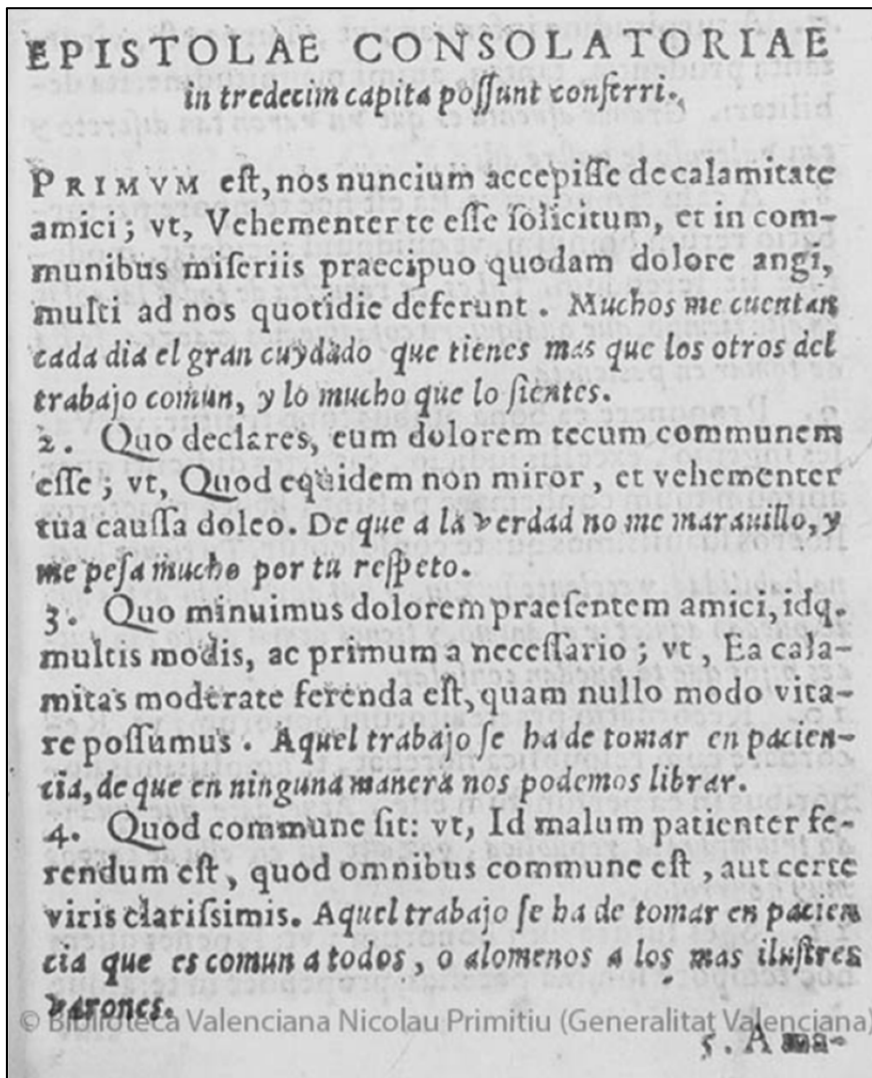 EPISTOLAE CONSOLATORIAE
in tredecim capita poſſunt conferri.
PRIMVM eſt, nos nuncium accepiſſe de calamitate
amici; vt, Vehementer te eſſe ſolicitum, et in com-
munibus miſeriis praecipuo quodam dolore angi,
multi ad nos quotidie deferunt. Muchos me cuentan
cada dia el gran cuydado que tienes mas que los otros del
trabajo comun, y lo mucho que lo ſientes.
2. Quo declares, eum dolorem tecum communem
eſſe; vt, Quod equidem non miror, et vehementer
tua cauſſa doleo. De que a la verdad no me marauillo, y
me peſa mucho por tu reſpeto.
3. Quo minuimus dolorem praeſentem amici, idq.
multis modis, ac primum a neceſſario; vt, Ea cala-
mitas moderate ferenda eſt, quam nullo modo vita-
re poſſumus. Aquel trabajo ſe ha de tomar en pacien-
cia, de que en ninguna manera nos podemos librar.
4. Quod commune ſit: vt, Id malum patienter fe-
rendum eſt, quod omnibus commune eſt, aut certe
viris clariſsimis. Aquel trabajo ſe ha de tomar en pacien
cia que es comun a todos, o alomenos a los mas iluſtres
varones.
© Biblioteca Valenciana Nicolau Primitiu (Generalitat Valenciana)
5. A ma-